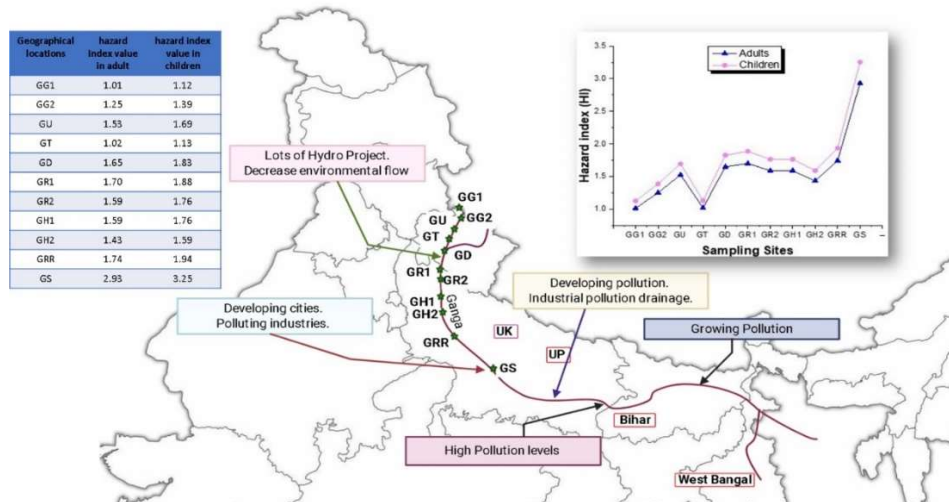 Geographical locations hazard index value in adult hazard index value in children
GG1 1.01 1.12
GG2 1.25 1.39
GU 1.53 1.69
GT 1.02 1.13
GD 1.65 1.83
GR1 1.70 1.88
GR2 1.59 1.76
GH1 1.59 1.76
GH2 1.43 1.59
GRR 1.74 1.94
GS 2.93 3.25
Lots of Hydro Project.
Decrease environmental flow
Adults
Children
Hazard index (HI)
3.5
3.0
2.5
2.0
1.5
1.0
GG1 GG2 GU GT GD GR1 GR2 GH1 GH2 GRR GS --
Sampling Sites
GG1
GG2
GU
GT
GD
GR1
GR2
GH1
GH2
Ganga
GRR
GS
Developing cities.
Polluting industries.
Developing pollution.
Industrial pollution drainage.
Growing Pollution
UK
UP
Bihar
High Pollution levels
West Bangal